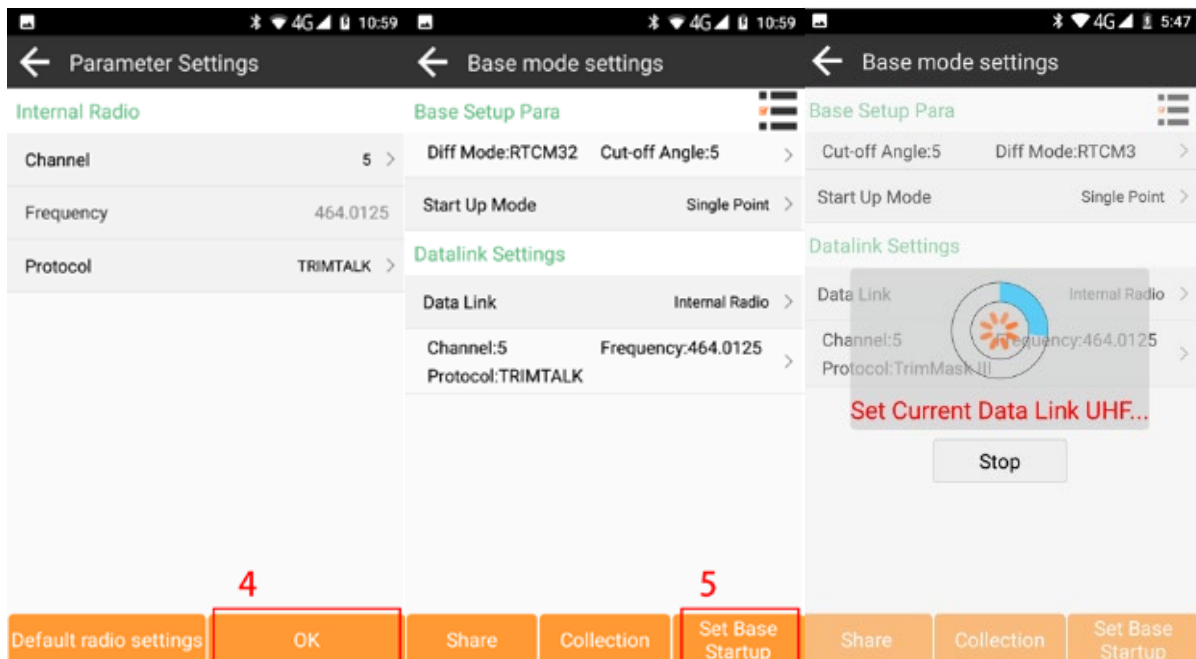 4G 10:59
Parameter Settings
Internal Radio
Channel 5
Frequency 464.0125
Protocol TRIMTALK
4
Default radio settings OK
4G 10:59
Base mode settings
Base Setup Para
Diff Mode:RTCM32 Cut-off Angle:5
Start Up Mode Single Point
Datalink Settings
Data Link Internal Radio
Channel:5 Frequency:464.0125
Protocol:TRIMTALK
5
Share Collection Set Base
Startup
4G 5:47
Base mode settings
Base Setup Para
Cut-off Angle:5 Diff Mode:RTCM3
Start Up Mode Single Point
Datalink Settings
Data Link Internal Radio
Channel:5 Frequency:464.0125
Protocol:TrimMask III
Set Current Data Link UHF...
Stop
Share Collection Set Base
Startup